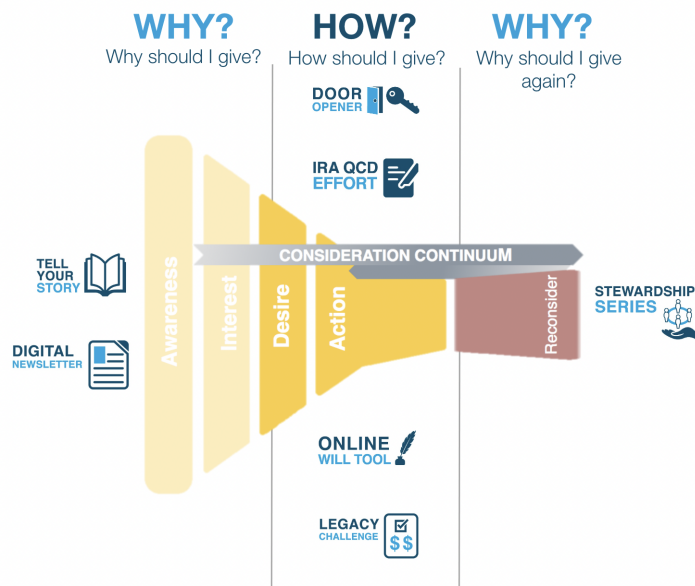 WHY?
Why should I give?
HOW?
How should I give?
WHY?
Why should I give
again?
DOOR
OPENER
IRA QCD
EFFORT
TELL
YOUR
STORY
DIGITAL
NEWSLETTER
Awareness
Interest
Desire
Action
CONSIDERATION CONTINUUM
Reconsider
STEWARDSHIP
SERIES
ONLINE
WILL TOOL
LEGACY
CHALLENGE
$$